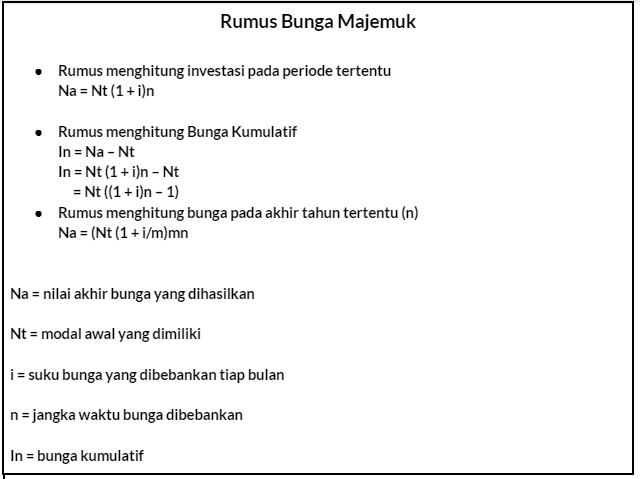 Rumus Bunga Majemuk
● Rumus menghitung investasi pada periode tertentu
Na = Nt (1 + i)n
● Rumus menghitung Bunga Kumulatif
In = Na – Nt
In = Nt (1 + i)n – Nt
= Nt ((1 + i)n – 1)
● Rumus menghitung bunga pada akhir tahun tertentu (n)
Na = (Nt (1 + i/m)mn
Na = nilai akhir bunga yang dihasilkan
Nt = modal awal yang dimiliki
i = suku bunga yang dibebankan tiap bulan
n = jangka waktu bunga dibebankan
In = bunga kumulatif